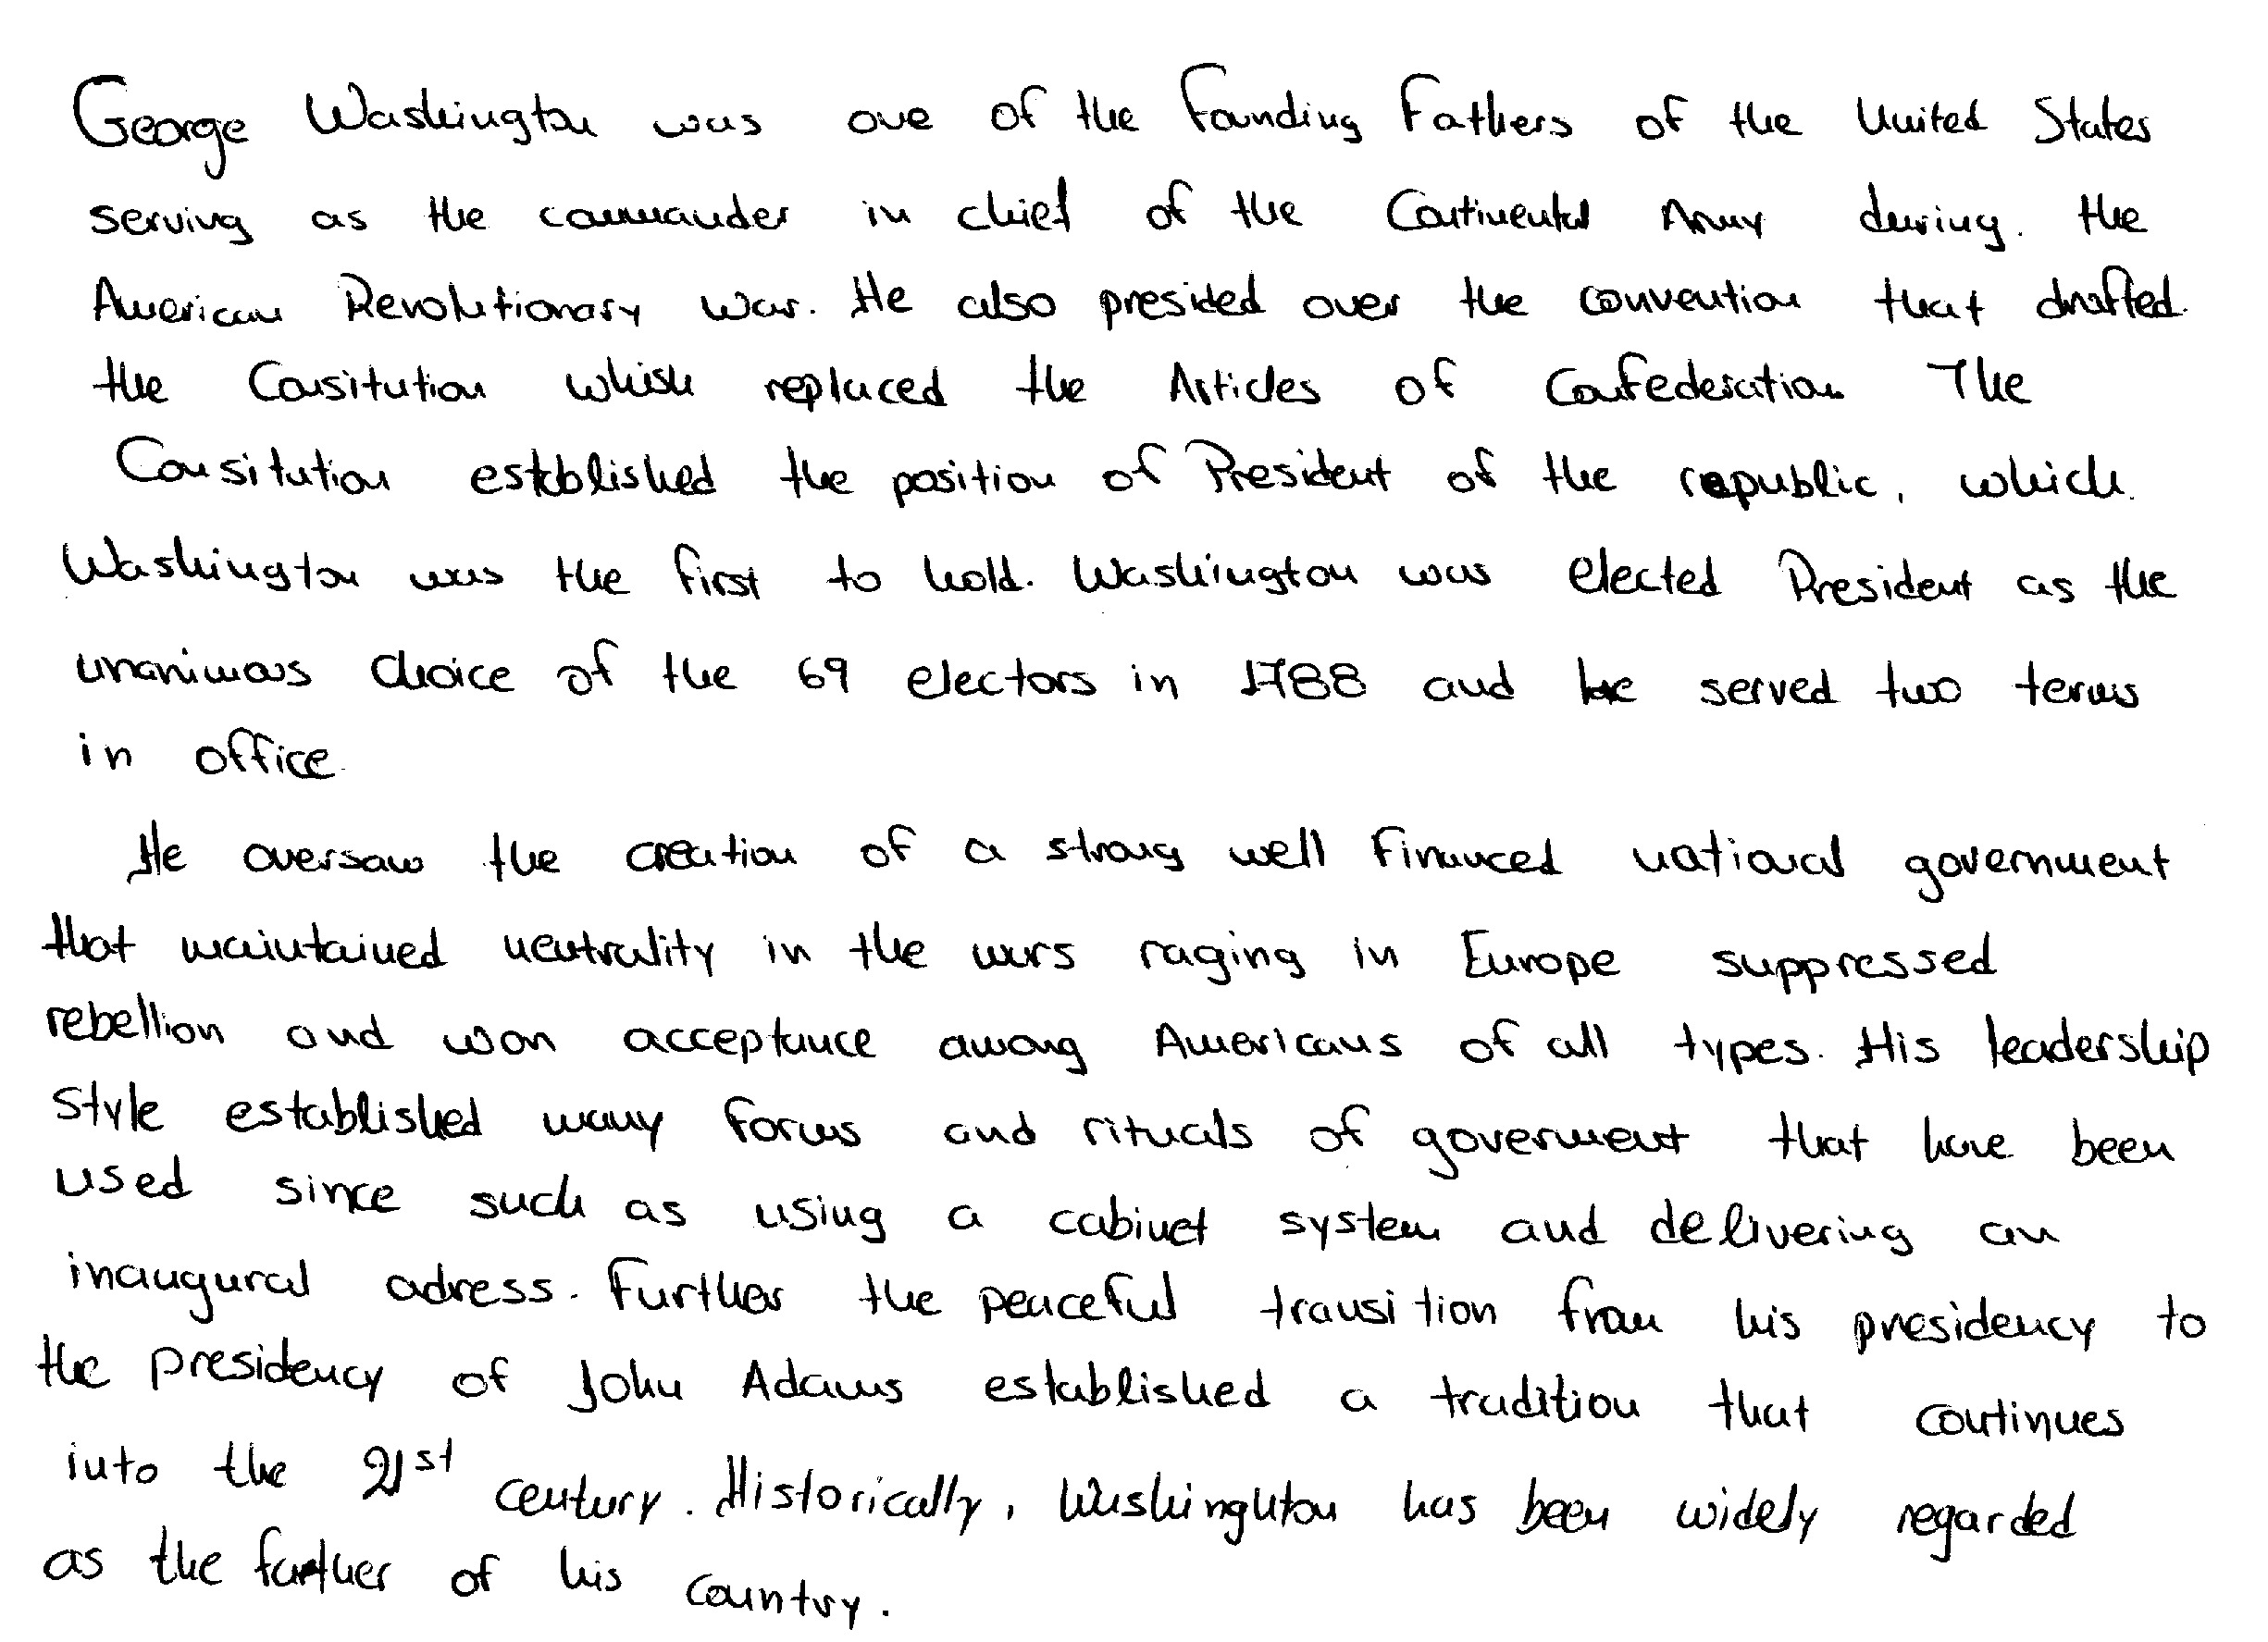 George Washington was one of the Founding Fathers of the United States
serving as the commander in chief of the Continental Army during. the
American Revolutionary war. He also presided over the convention that drafted.
the Consitution which replaced the Articles of Confederation The
Consitution established the position of President of the republic, which.
Washington was the first to hold. Washington was elected President as the
unanimous choice of the 69 electors in 1788 and he served two terms
in office.
He oversaw the creation of a strong well financed national government
that maintained neutrality in the wars raging in Europe suppressed
rebellion and won acceptance among Americans of all types. His leadership
style established many forms and rituals of goverment that have been
used since such as using a cabinet system and delivering an
inaugural adress. Further the peaceful transition from his presidency to
the presidency of John Adams established a tradition that continues
into the 21st century. Historically, Washinghton has been widely regarded
as the father of his country.